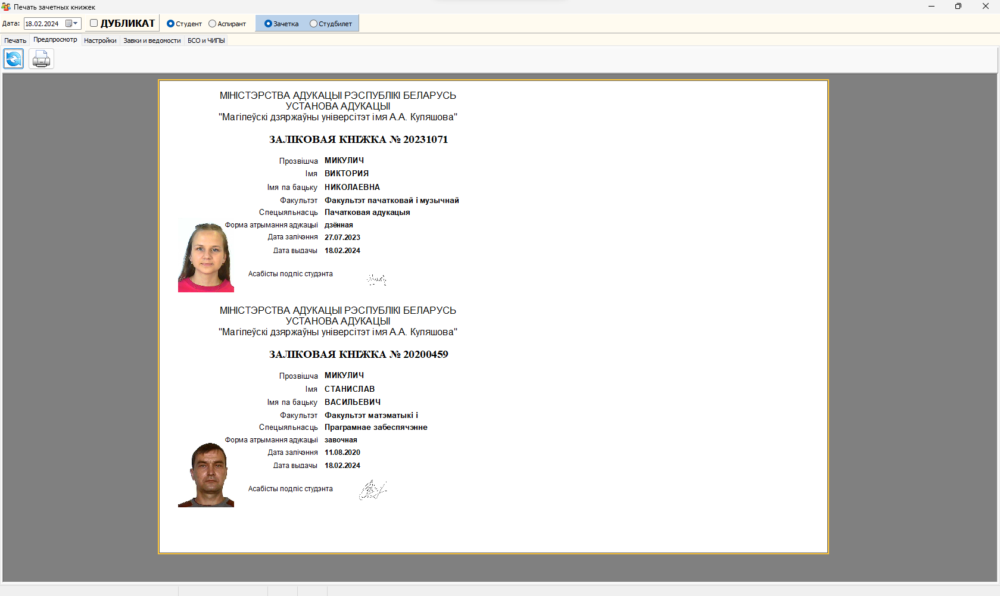 Печать зачетных книжек
Дата: 18.02.2024 ДУБЛИКАТ Студент Аспирант Зачетка Студбилет
Печать Предпросмотр Настройки Завки и ведомости БСО и ЧИПЫ
МІНІСТЭРСТВА АДУКАЦЫІ РЭСПУБЛІКІ БЕЛАРУСЬ
УСТАНОВА АДУКАЦЫІ
"Магілеўскі дзяржаўны універсітэт імя А.А. Куляшова"
ЗАЛІКОВАЯ КНІЖКА № 20231071
Прозвішча МИКУЛИЧ
Імя ВИКТОРИЯ
Імя па бацьку НИКОЛАЕВНА
Факультэт Факультэт пачатковай і музычнай
Спецыяльнасць Пачатковая адукацыя
Форма атрымання адукацыі дзённая
Дата залічэння 27.07.2023
Дата выдачы 18.02.2024
Асабісты подпіс студэнта
МІНІСТЭРСТВА АДУКАЦЫІ РЭСПУБЛІКІ БЕЛАРУСЬ
УСТАНОВА АДУКАЦЫІ
"Магілеўскі дзяржаўны універсітэт імя А.А. Куляшова"
ЗАЛІКОВАЯ КНІЖКА № 20200459
Прозвішча МИКУЛИЧ
Імя СТАНИСЛАВ
Імя па бацьку ВАСИЛЬЕВИЧ
Факультэт Факультэт матэматыкі і
Спецыяльнасць Праграмнае забеспячэнне
Форма атрымання адукацыі завочная
Дата залічэння 11.08.2020
Дата выдачы 18.02.2024
Асабісты подпіс студэнта